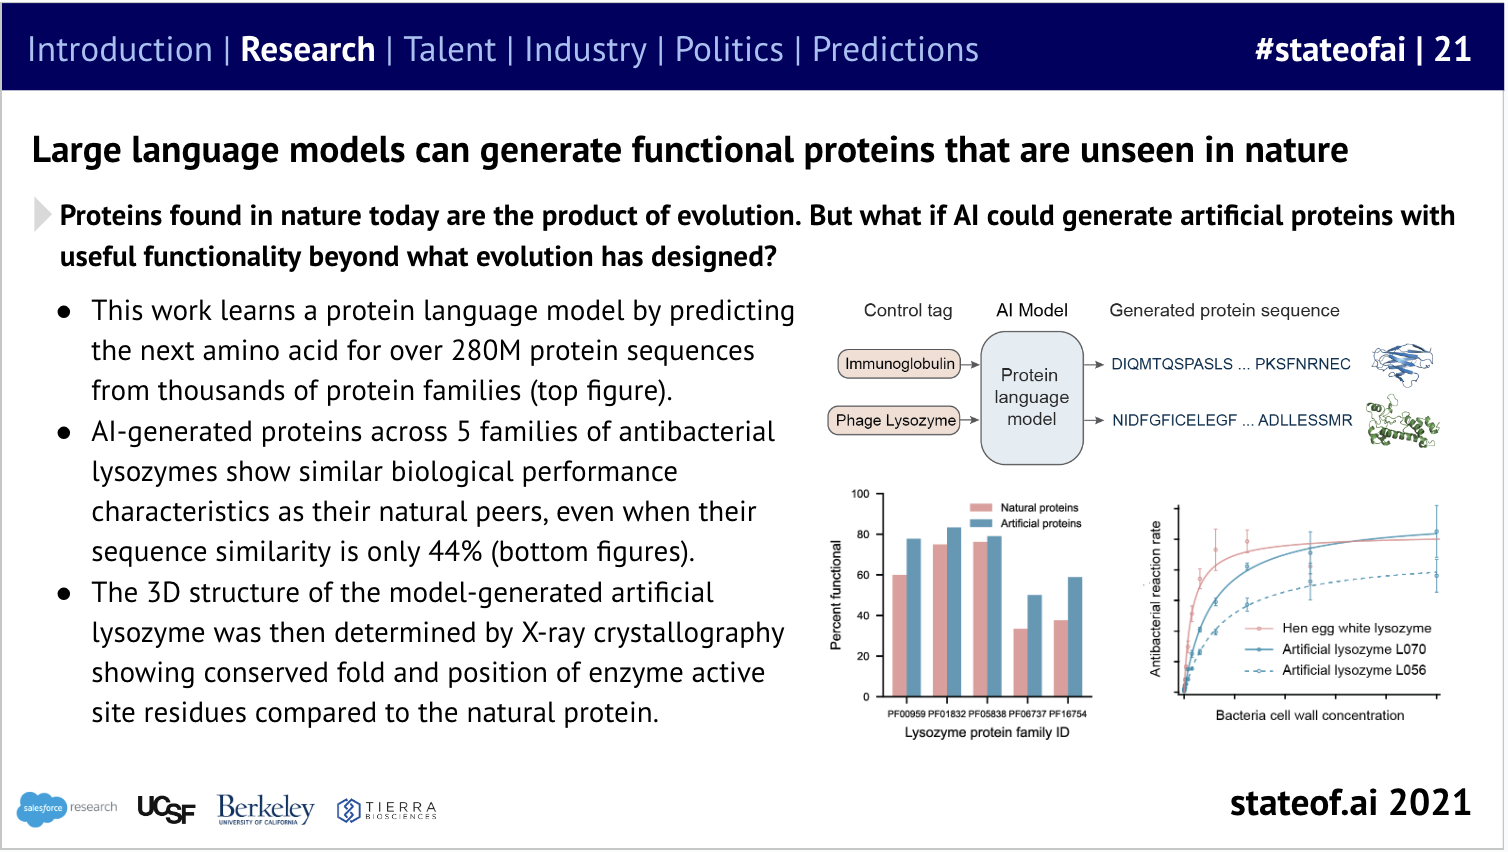 Introduction | Research | Talent | Industry | Politics | Predictions
#stateofai | 21
Large language models can generate functional proteins that are unseen in nature
Proteins found in nature today are the product of evolution. But what if AI could generate artificial proteins with
useful functionality beyond what evolution has designed?
● This work learns a protein language model by predicting
the next amino acid for over 280M protein sequences
from thousands of protein families (top figure).
● AI-generated proteins across 5 families of antibacterial
lysozymes show similar biological performance
characteristics as their natural peers, even when their
sequence similarity is only 44% (bottom figures).
● The 3D structure of the model-generated artificial
lysozyme was then determined by X-ray crystallography
showing conserved fold and position of enzyme active
site residues compared to the natural protein.
Control tag
AI Model
Generated protein sequence
Immunoglobulin
Phage Lysozyme
Protein
language
model
DIQMTQSPASLS ... PKSFNRNEC
NIDFGFICELEGF ... ADLLESSMR
Percent functional
100
80
60
40
20
0
Natural proteins
Artificial proteins
PF00959 PF01832 PF05838 PF06737 PF16754
Lysozyme protein family ID
Antibacterial reaction rate
Hen egg white lysozyme
Artificial lysozyme L070
Artificial lysozyme L056
Bacteria cell wall concentration
salesforce research
UCSF
Berkeley
UNIVERSITY OF CALIFORNIA
TIERRA
BIOSCIENCES
stateof.ai 2021